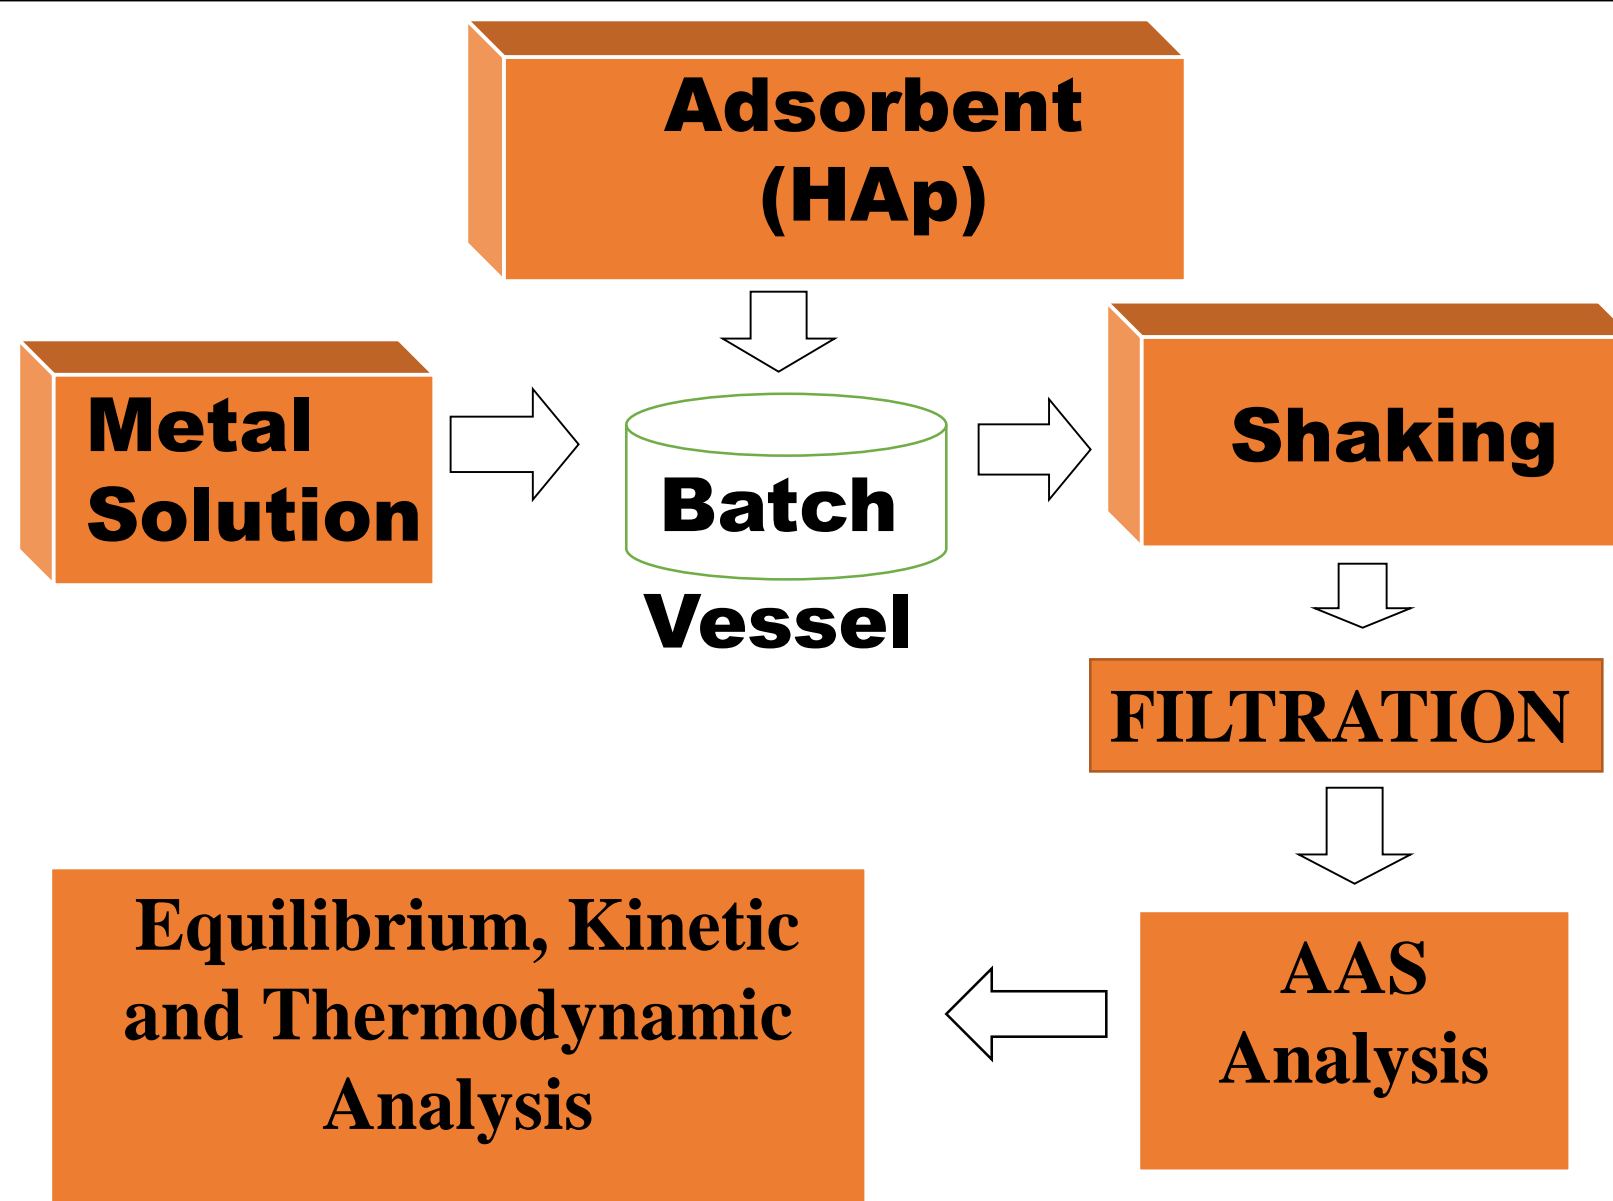 Adsorbent
(HAp)
Metal
Solution
Batch
Vessel
Shaking
FILTRATION
AAS
Analysis
Equilibrium, Kinetic
and Thermodynamic
Analysis